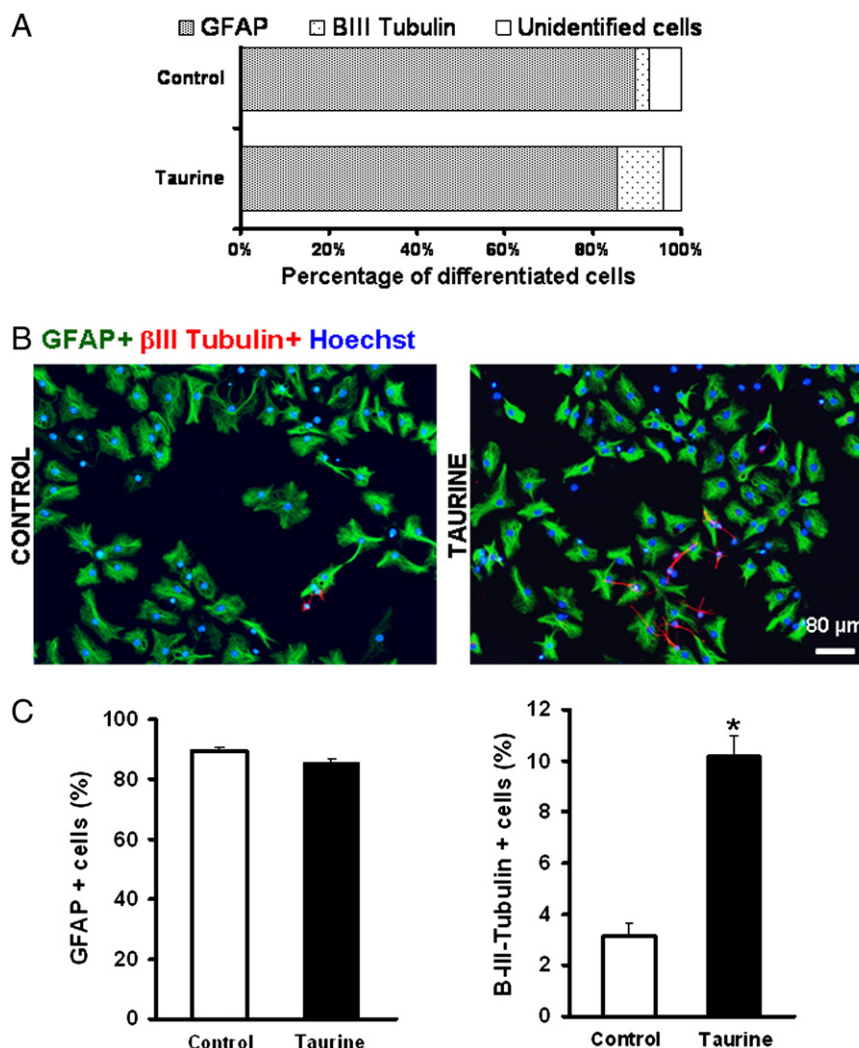 A
GFAP BIII Tubulin Unidentified cells
Control
Taurine
0% 20% 40% 60% 80% 100%
Percentage of differentiated cells
B GFAP+ βIII Tubulin+ Hoechst
CONTROL
TAURINE
80 μm
C
100
80
60
40
20
0
GFAP + cells (%)
Control Taurine
12
10
8
6
4
2
0
B-III-Tubulin + cells (%)
*
Control Taurine